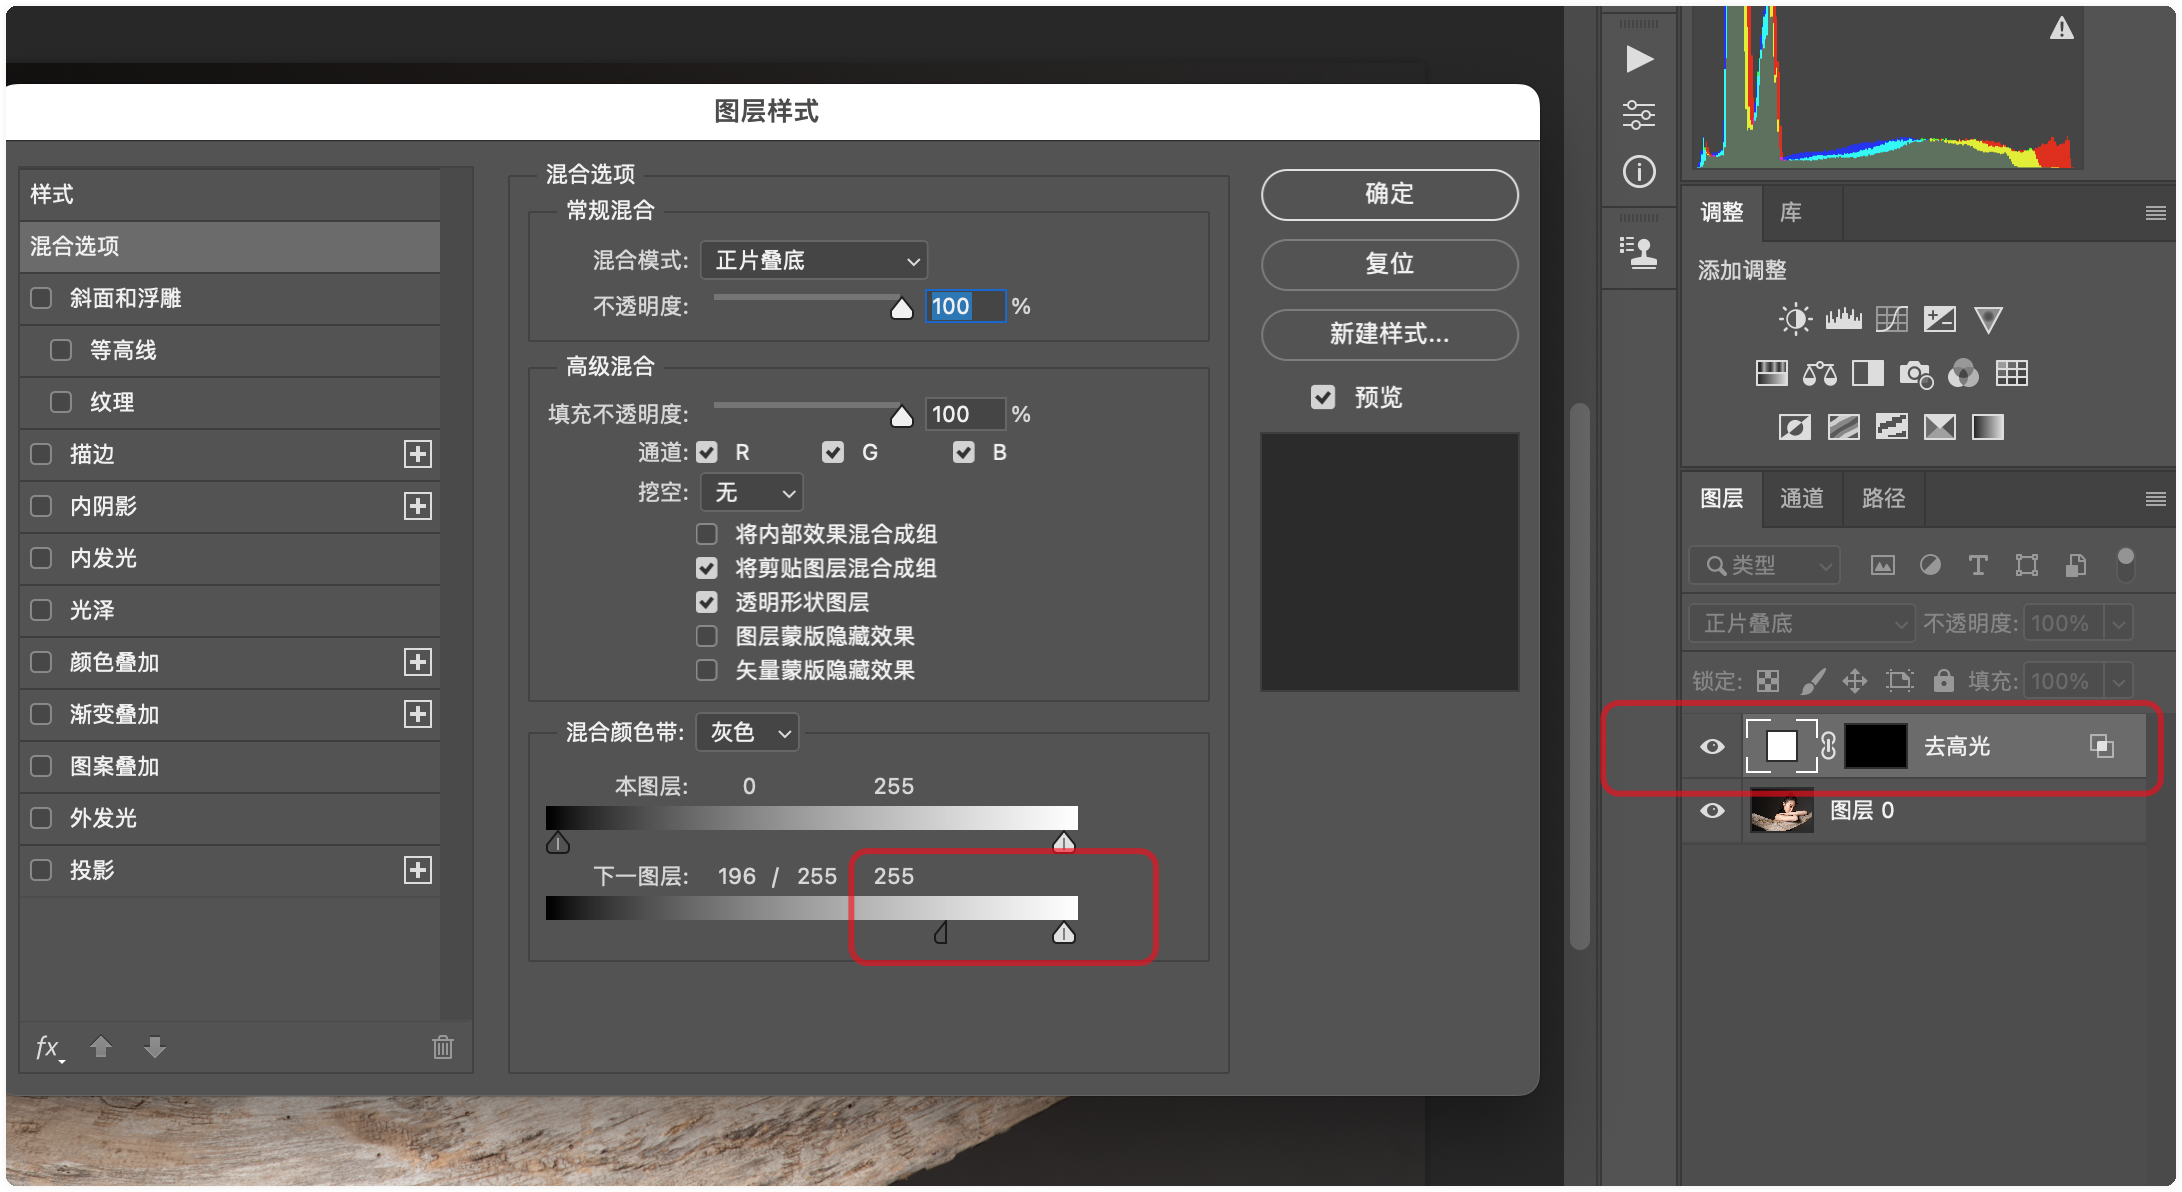 图层样式
样式
混合选项
斜面和浮雕
等高线
纹理
描边
内阴影
内发光
光泽
颜色叠加
渐变叠加
图案叠加
外发光
投影
fx
混合选项
常规混合
混合模式: 正片叠底
不透明度: 100 %
高级混合
填充不透明度: 100 %
通道: R G B
挖空: 无
将内部效果混合成组
将剪贴图层混合成组
透明形状图层
图层蒙版隐藏效果
矢量蒙版隐藏效果
混合颜色带: 灰色
本图层: 0 255
下一图层: 196 / 255 255
确定
复位
新建样式...
预览
调整 库
添加调整
图层 通道 路径
类型
正片叠底 不透明度: 100%
锁定: 填充: 100%
去高光
图层 0